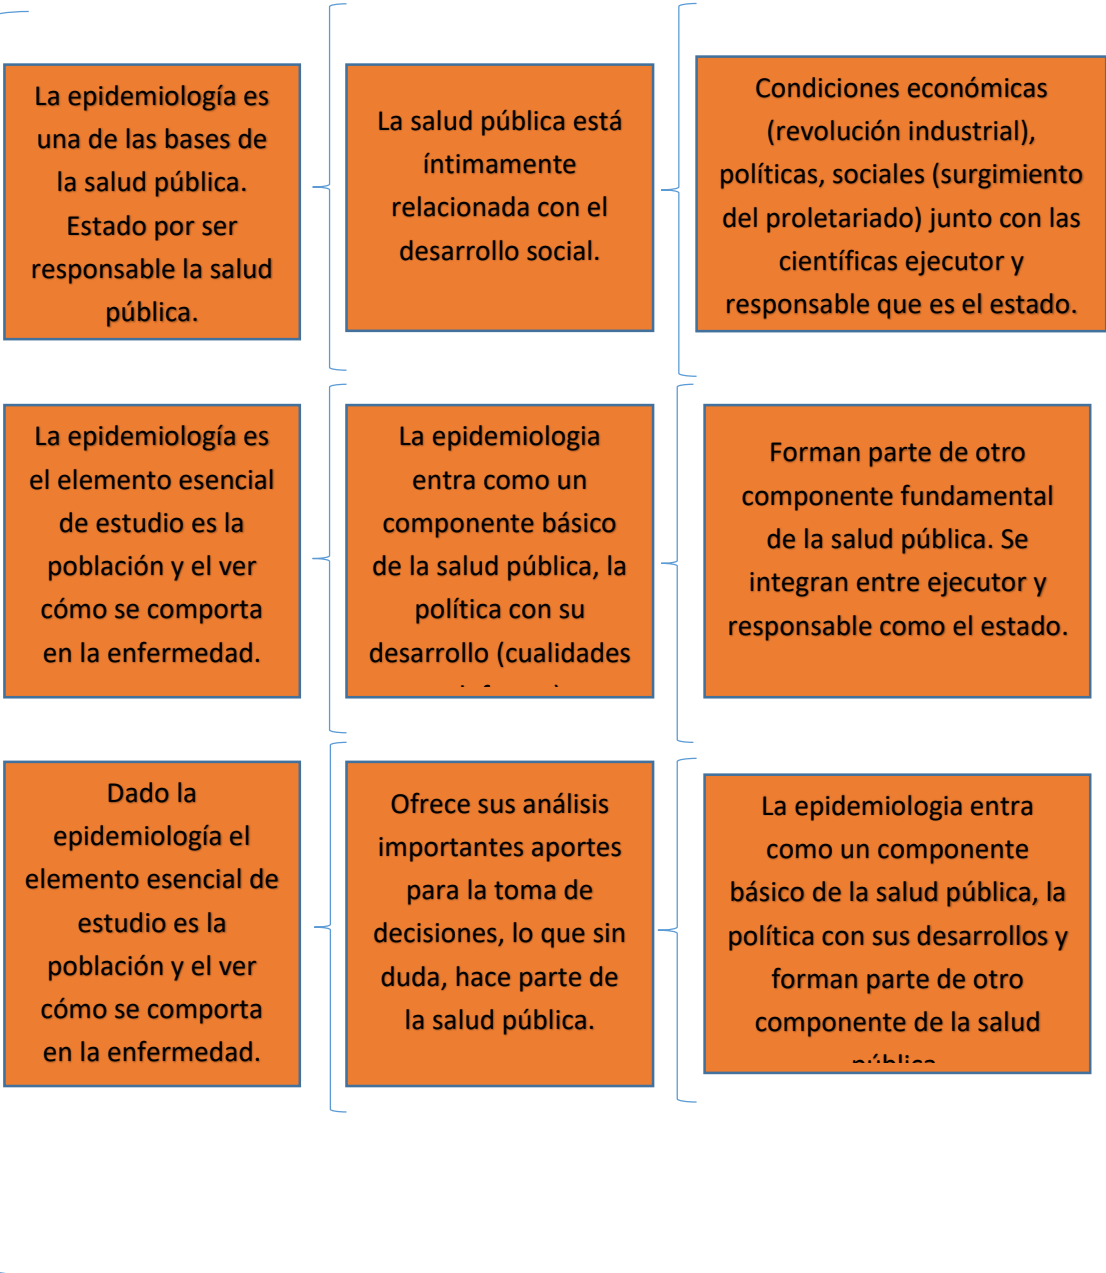 La epidemiología es
una de las bases de
la salud pública.
Estado por ser
responsable la salud
pública.
La salud pública está
íntimamente
relacionada con el
desarrollo social.
Condiciones económicas
(revolución industrial),
políticas, sociales (surgimiento
del proletariado) junto con las
científicas ejecutor y
responsable que es el estado.
La epidemiología es
el elemento esencial
de estudio es la
población y el ver
cómo se comporta
en la enfermedad.
La epidemiologia
entra como un
componente básico
de la salud pública, la
política con su
desarrollo (cualidades
Forman parte de otro
componente fundamental
de la salud pública. Se
integran entre ejecutor y
responsable como el estado.
Dado la
epidemiología el
elemento esencial de
estudio es la
población y el ver
cómo se comporta
en la enfermedad.
Ofrece sus análisis
importantes aportes
para la toma de
decisiones, lo que sin
duda, hace parte de
la salud pública.
La epidemiologia entra
como un componente
básico de la salud pública, la
política con sus desarrollos y
forman parte de otro
componente de la salud
pública